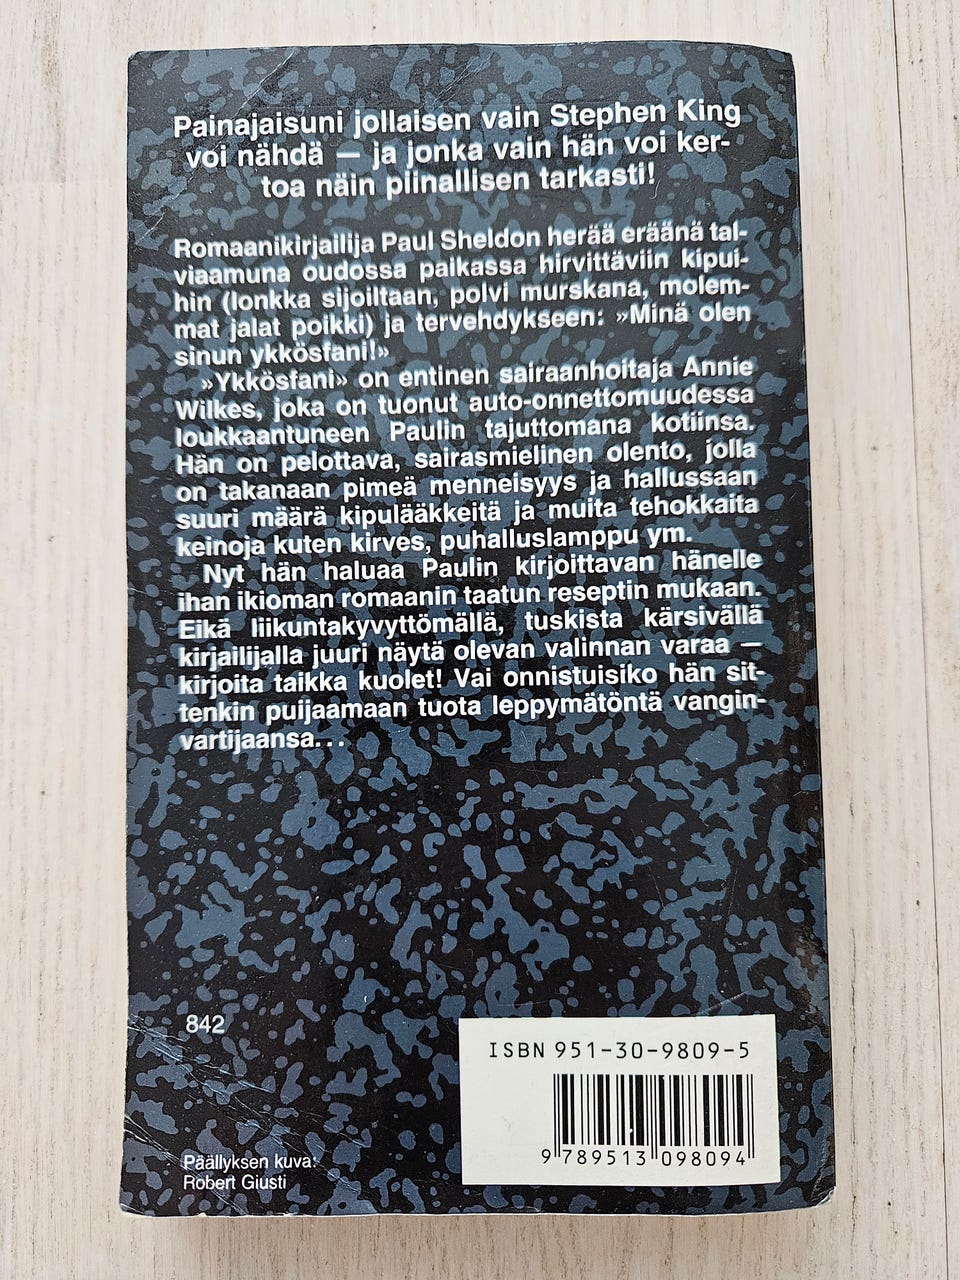 Painajaisuni jollaisen vain Stephen King
voi nähdä — ja jonka vain hän voi ker-
toa näin piinallisen tarkasti!
Romaanikirjailija Paul Sheldon herää eräänä tal-
viaamuna oudossa paikassa hirvittäviin kipui-
hin (lonkka sijoiltaan, polvi murskana, molem-
mat jalat poikki) ja tervehdykseen: »Minä olen
sinun ykkösfani!»
»Ykkösfani» on entinen sairaanhoitaja Annie
Wilkes, joka on tuonut auto-onnettomuudessa
loukkaantuneen Paulin tajuttomana kotiinsa.
Hän on pelottava, sairasmielinen olento, jolla
on takanaan pimeä menneisyys ja hallussaan
suuri määrä kipulääkkeitä ja muita tehokkaita
keinoja kuten kirves, puhalluslamppu ym.
Nyt hän haluaa Paulin kirjoittavan hänelle
ihan ikioman romaanin taatun reseptin mukaan.
Eikä liikuntakyvyttömällä, tuskista kärsivällä
kirjailijalla juuri näytä olevan valinnan varaa —
kirjoita taikka kuolet! Vai onnistuisiko hän sit-
tenkin puijaamaan tuota leppymätöntä vangin-
vartijaansa...
842
ISBN 951-30-9809-5
9 789513 098094
Päällyksen kuva:
Robert Giusti